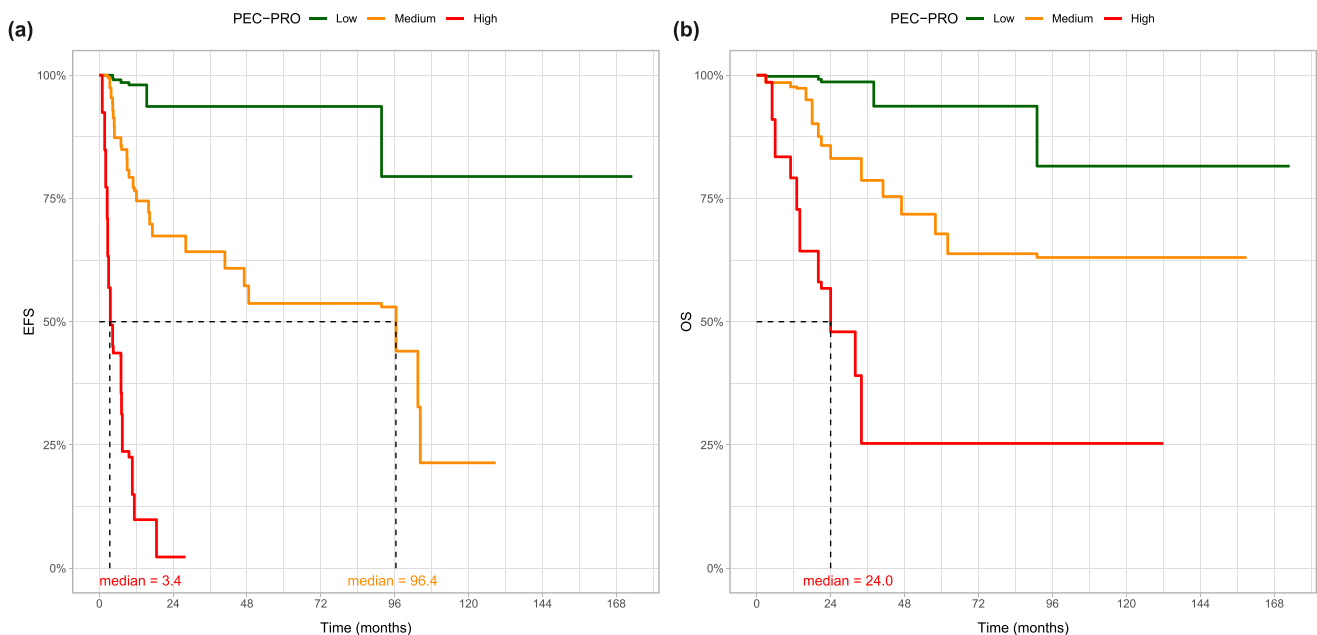 PEC−PRO Low Medium High
(a)
EFS
100%
75%
50%
25%
0%
median = 3.4
median = 96.4
0 24 48 72 96 120 144 168
Time (months)
PEC−PRO Low Medium High
(b)
OS
100%
75%
50%
25%
0%
median = 24.0
0 24 48 72 96 120 144 168
Time (months)